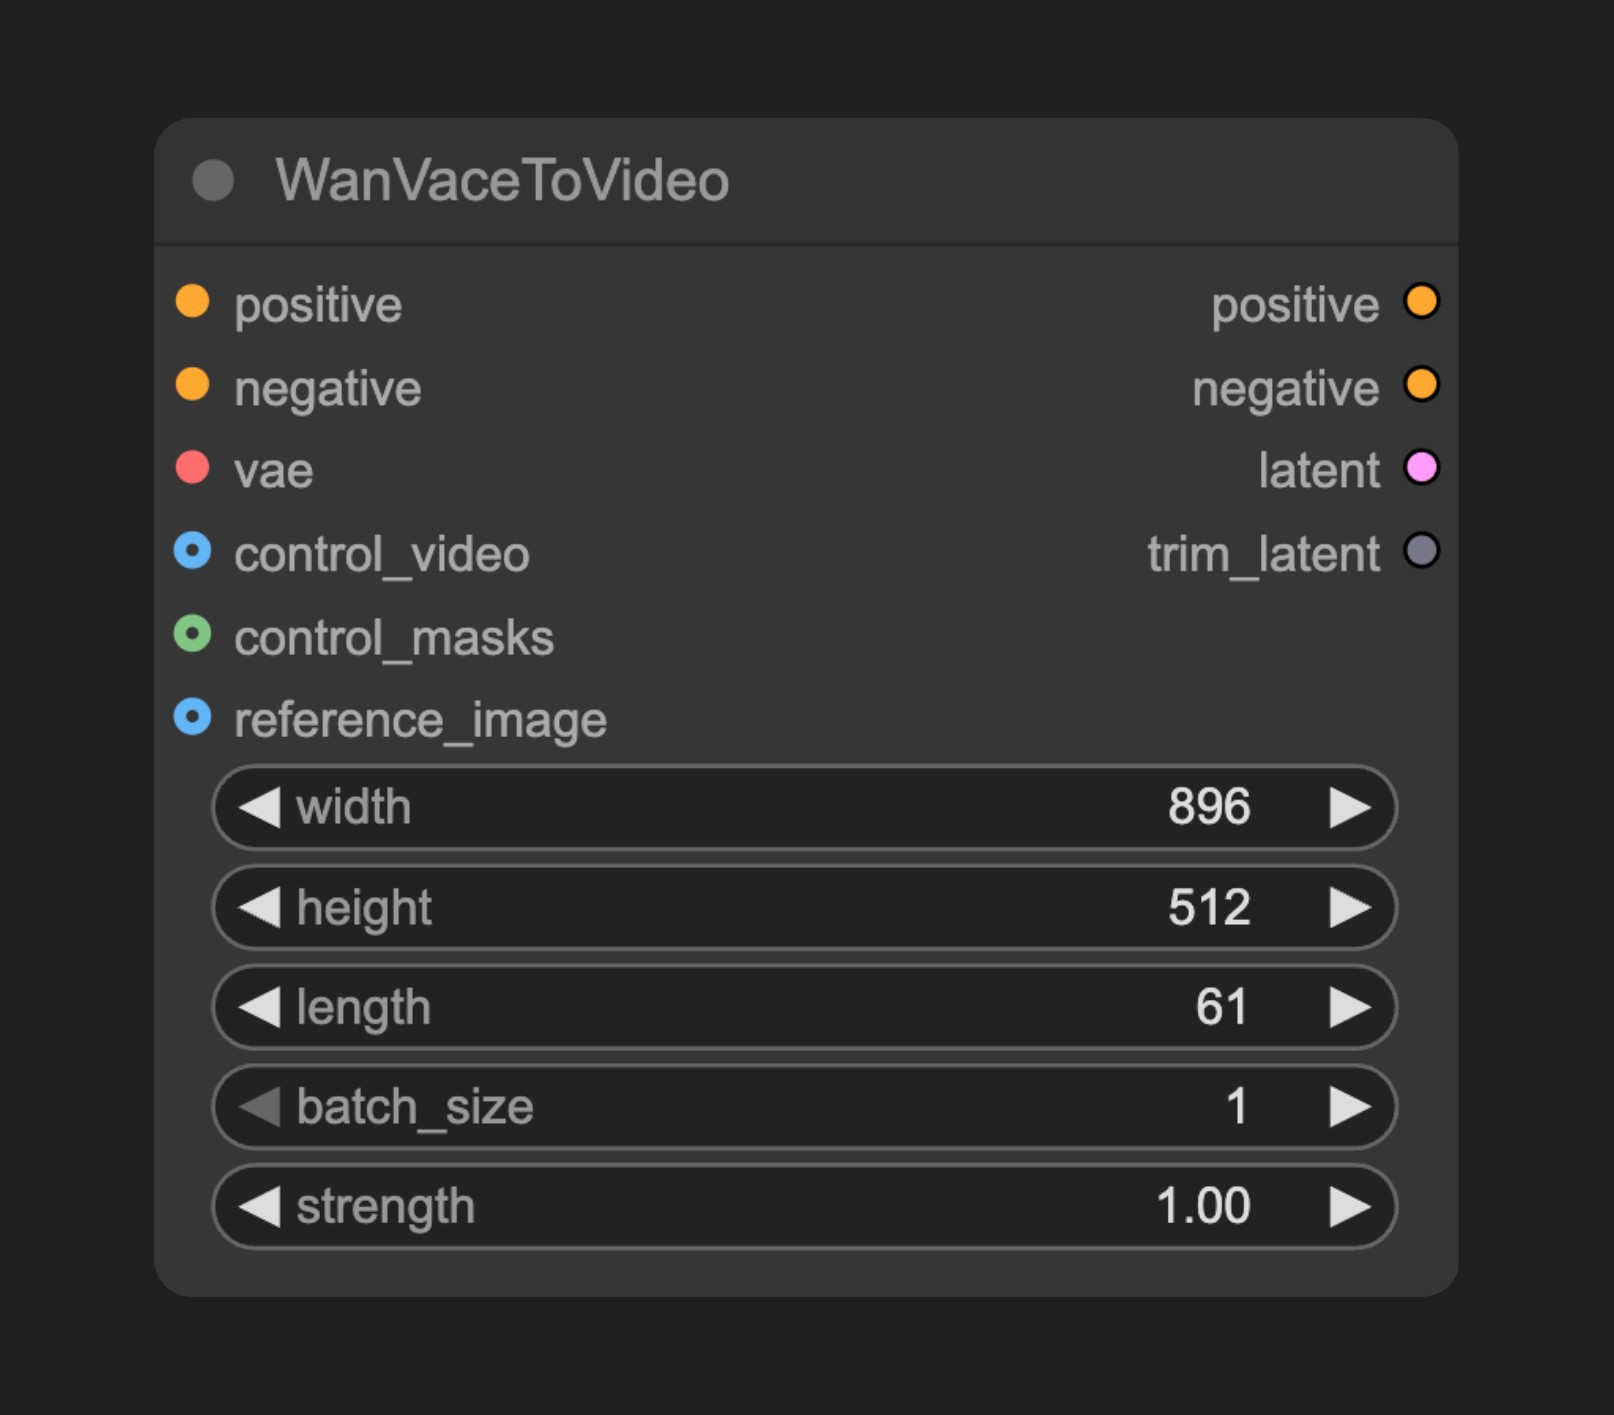 WanVaceToVideo
positive positive
negative negative
vae latent
control_video trim_latent
control_masks
reference_image
width 896
height 512
length 61
batch_size 1
strength 1.00